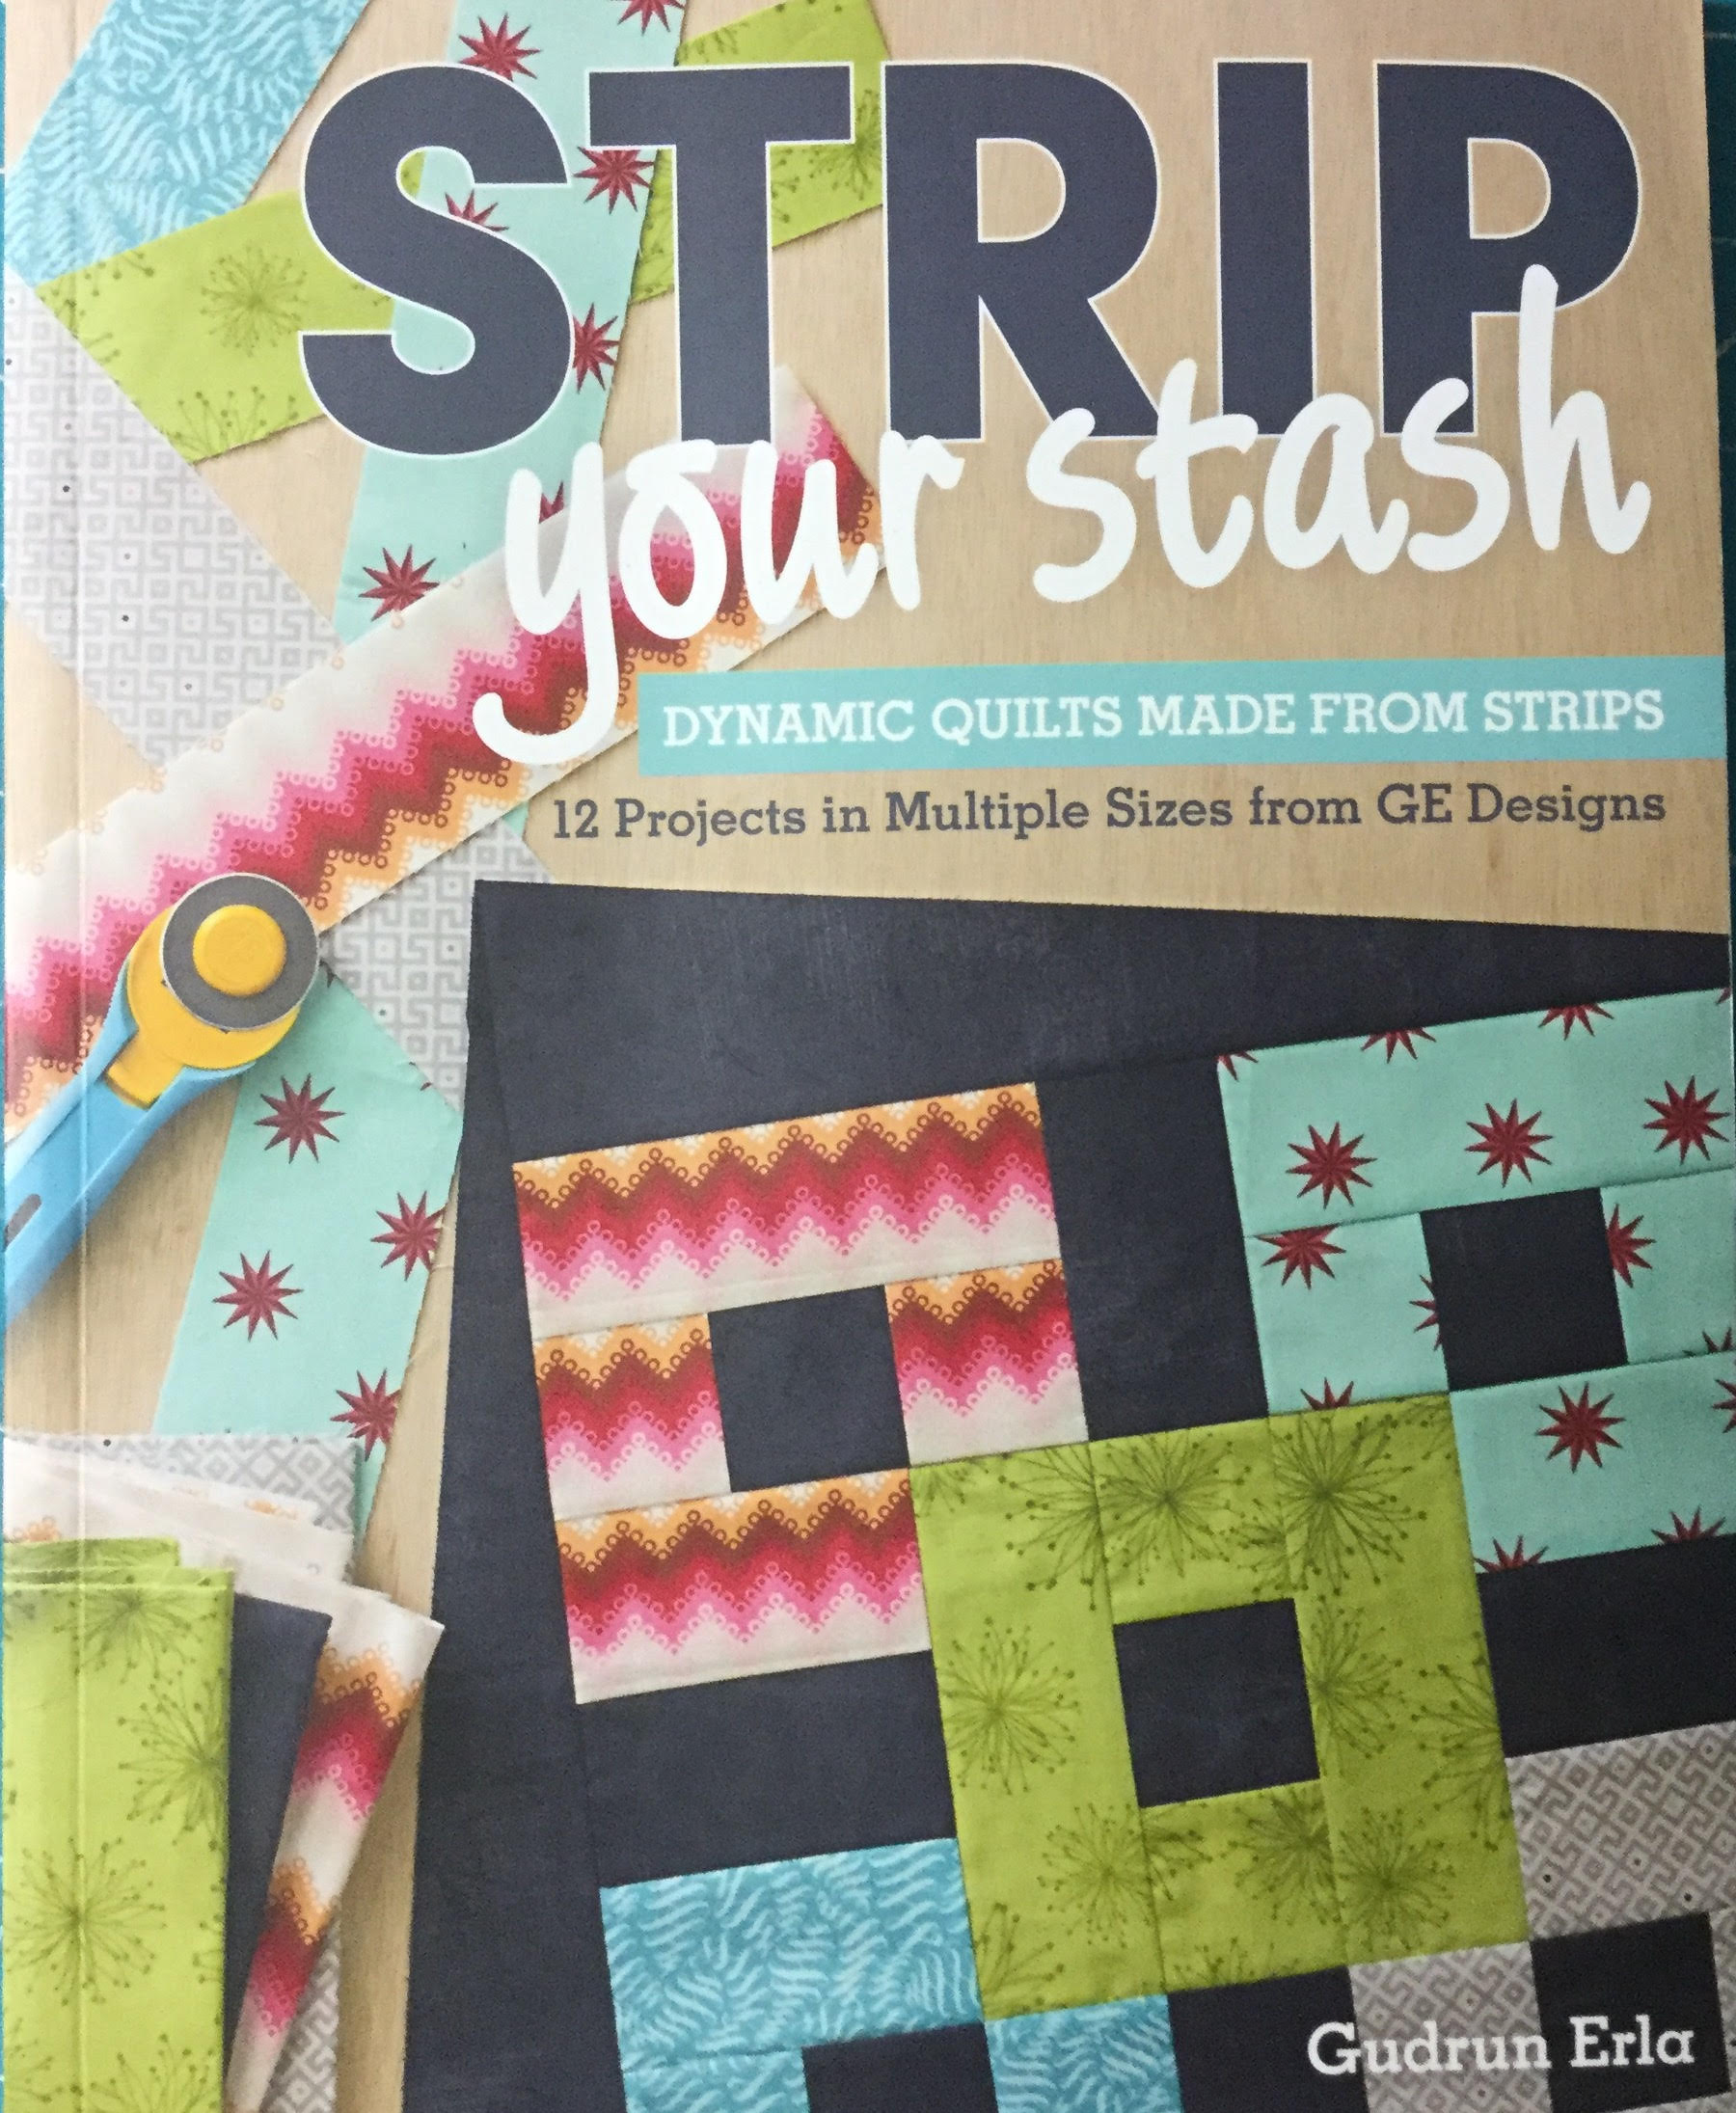 STRIP
your stash
DYNAMIC QUILTS MADE FROM STRIPS
12 Projects in Multiple Sizes from GE Designs
Gudrun Erla